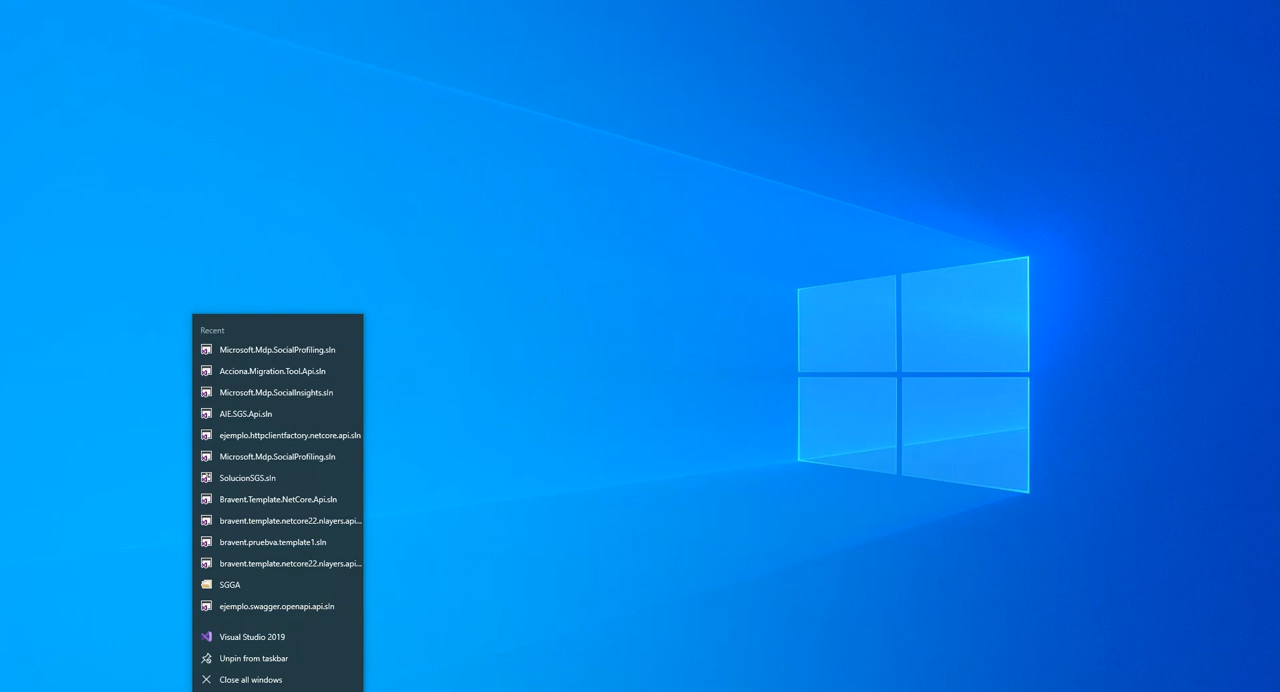 Recent
Microsoft.Mdp.SocialProfiling.sln
Acciona.Migration.Tool.Api.sln
Microsoft.Mdp.SocialInsights.sln
AIE.SGS.Api.sln
ejemplo.httpclientfactory.netcore.api.sln
Microsoft.Mdp.SocialProfiling.sln
SolucionSGS.sln
Bravent.Template.NetCore.Api.sln
bravent.template.netcore22.nlayers.api...
bravent.pruebva.template1.sln
bravent.template.netcore22.nlayers.api...
SGGA
ejemplo.swagger.openapi.api.sln
Visual Studio 2019
Unpin from taskbar
Close all windows